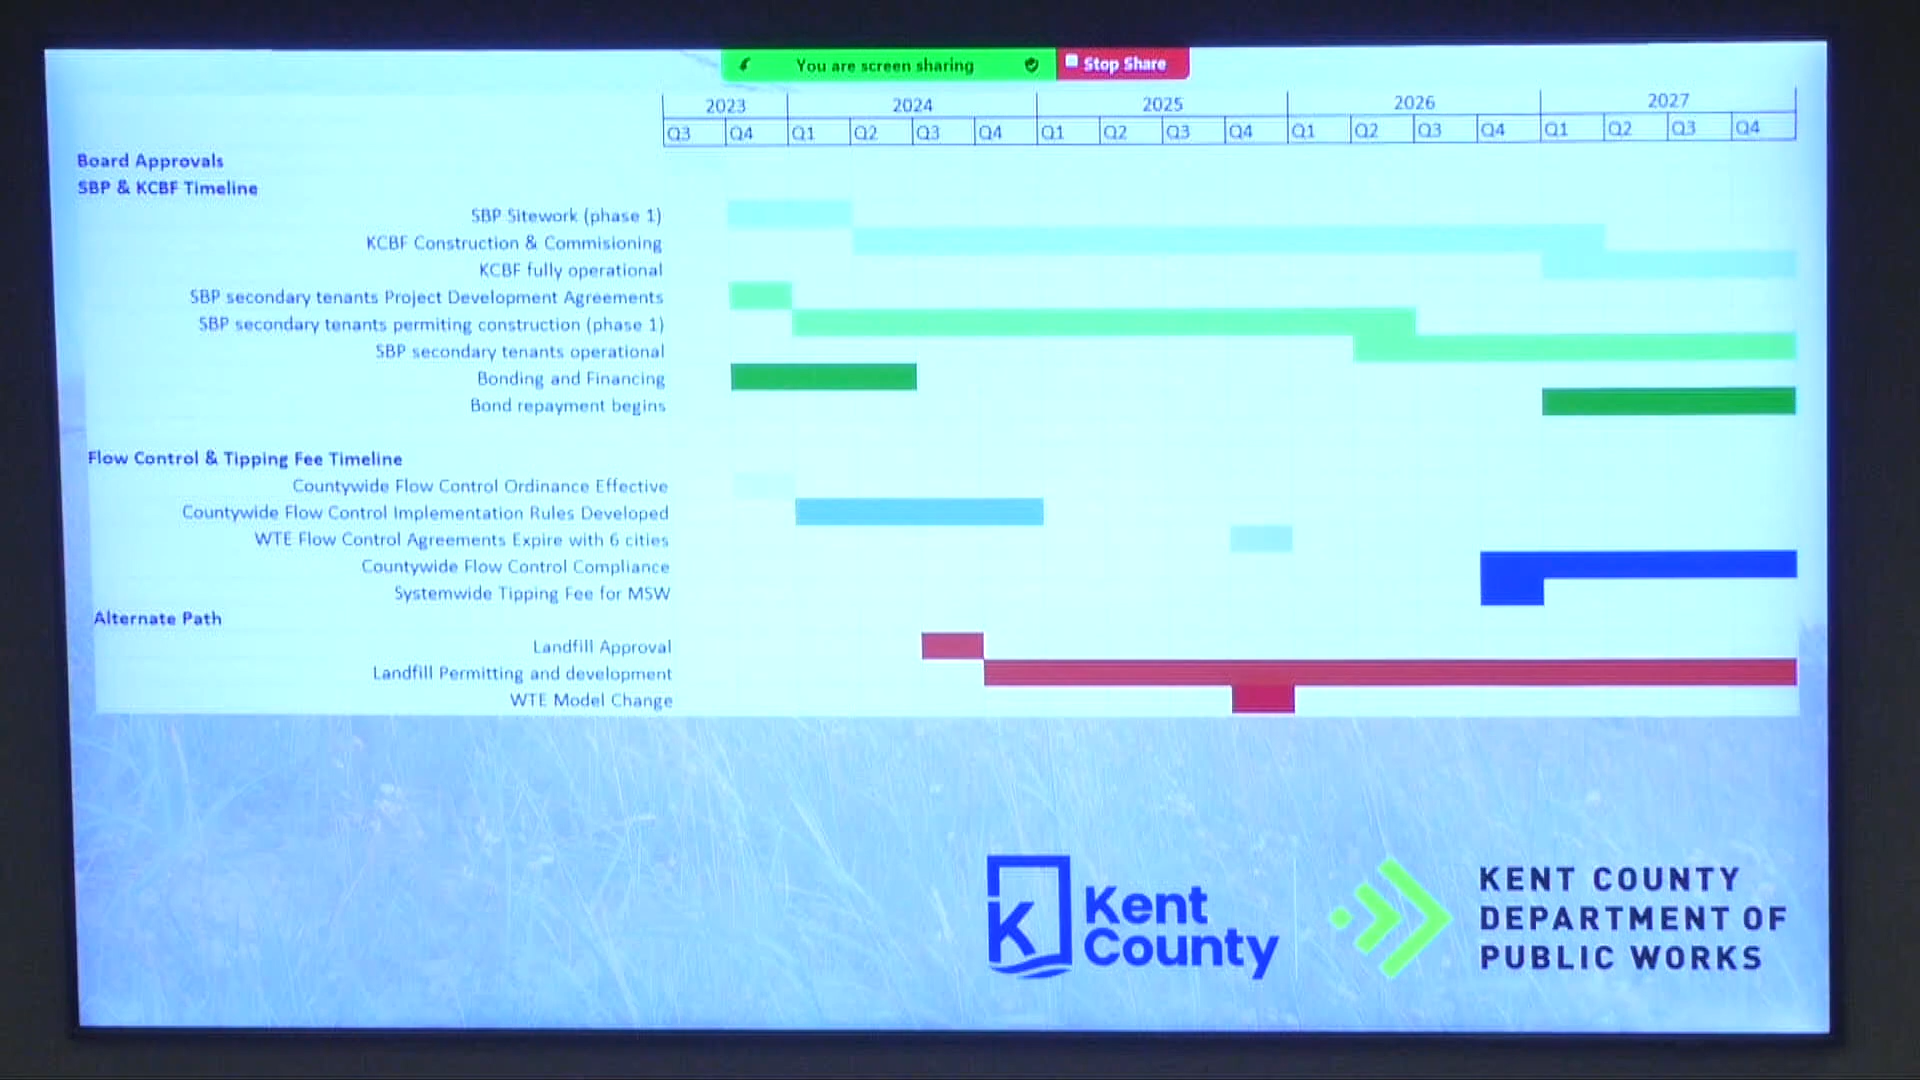 You are screen sharing
Stop Share
2023 2024 2025 2026 2027
Q3 Q4 Q1 Q2 Q3 Q4 Q1 Q2 Q3 Q4 Q1 Q2 Q3 Q4 Q1 Q2 Q3 Q4
Board Approvals
SBP & KCBF Timeline
SBP Sitework (phase 1)
KCBF Construction & Commisioning
KCBF fully operational
SBP secondary tenants Project Development Agreements
SBP secondary tenants permiting construction (phase 1)
SBP secondary tenants operational
Bonding and Financing
Bond repayment begins
Flow Control & Tipping Fee Timeline
Countywide Flow Control Ordinance Effective
Countywide Flow Control Implementation Rules Developed
WTE Flow Control Agreements Expire with 6 cities
Countywide Flow Control Compliance
Systemwide Tipping Fee for MSW
Alternate Path
Landfill Approval
Landfill Permitting and development
WTE Model Change
K
Kent
County
KENT COUNTY
DEPARTMENT OF
PUBLIC WORKS